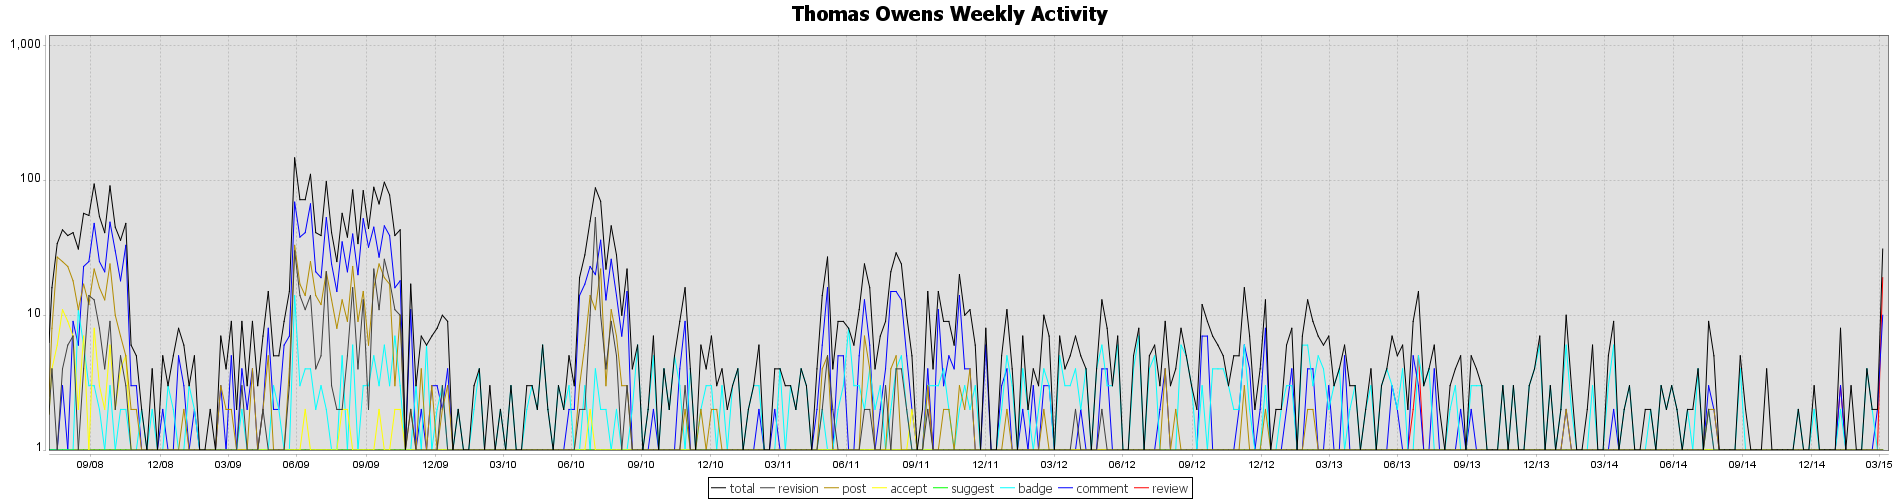 Thomas Owens Weekly Activity
1,000
100
10
1
09/08 12/08 03/09 06/09 09/09 12/09 03/10 06/10 09/10 12/10 03/11 06/11 09/11 12/11 03/12 06/12 09/12 12/12 03/13 06/13 09/13 12/13 03/14 06/14 09/14 12/14 03/15
total revision post accept suggest badge comment review